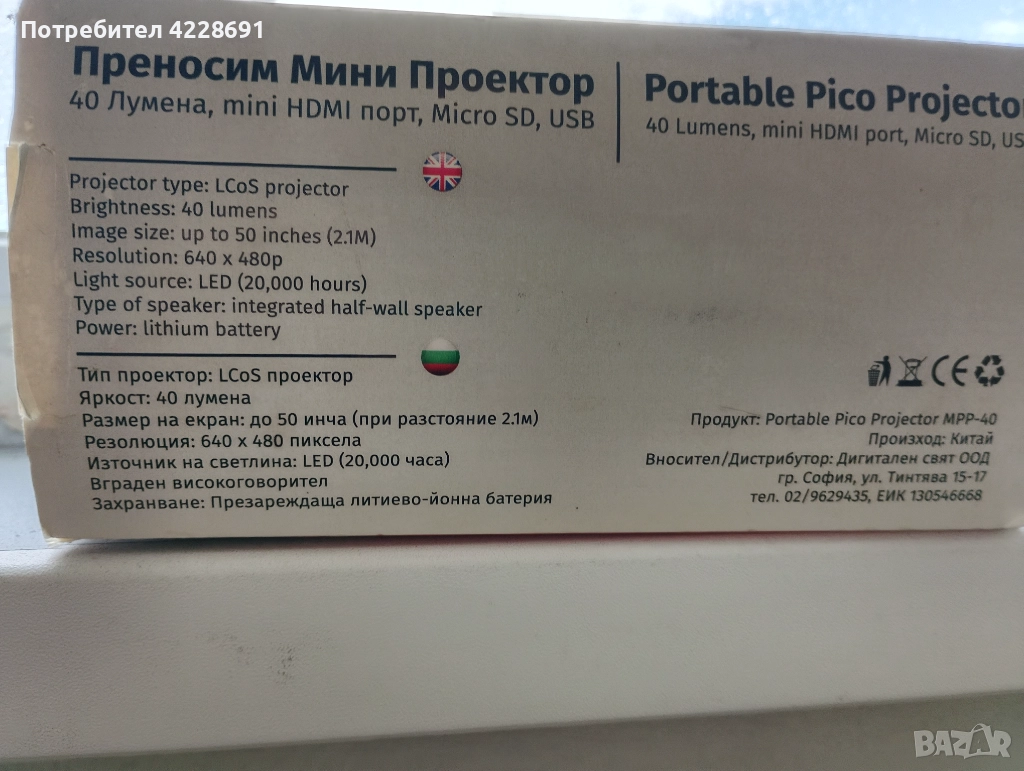 Потребител 4228691
Преносим Мини Проектор
40 Лумена, mini HDMI порт, Micro SD, USB
Portable Pico Projecto
40 Lumens, mini HDMI port, Micro SD, US
Projector type: LCoS projector
Brightness: 40 lumens
Image size: up to 50 inches (2.1M)
Resolution: 640 x 480p
Light source: LED (20,000 hours)
Type of speaker: integrated half-wall speaker
Power: lithium battery
Тип проектор: LCoS проектор
Яркост: 40 лумена
Размер на екран: до 50 инча (при разстояние 2.1м)
Резолюция: 640 x 480 пиксела
Източник на светлина: LED (20,000 часа)
Вграден високоговорител
Захранване: Презареждаща литиево-йонна батерия
CE
Продукт: Portable Pico Projector MPP-40
Произход: Китай
Вносител/Дистрибутор: Дигитален свят ООД
гр. София, ул. Тинтява 15-17
тел. 02/9629435, ЕИК 130546668
BAZAR